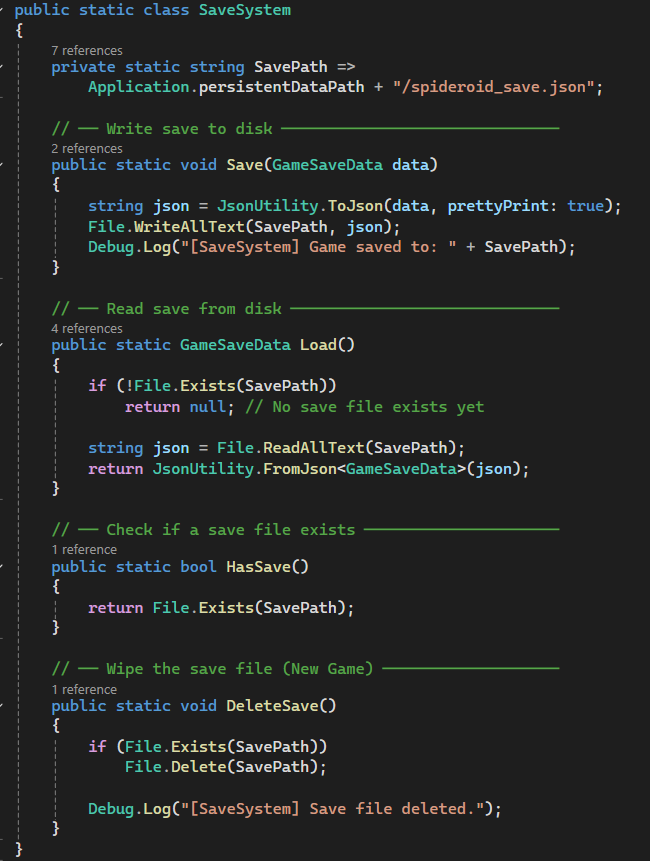 public static class SaveSystem
{
7 references
private static string SavePath =>
Application.persistentDataPath + "/spideroid_save.json";
// ── Write save to disk ──────────────────────────────
2 references
public static void Save(GameSaveData data)
{
string json = JsonUtility.ToJson(data, prettyPrint: true);
File.WriteAllText(SavePath, json);
Debug.Log("[SaveSystem] Game saved to: " + SavePath);
}
// ── Read save from disk ─────────────────────────────
4 references
public static GameSaveData Load()
{
if (!File.Exists(SavePath))
return null; // No save file exists yet
string json = File.ReadAllText(SavePath);
return JsonUtility.FromJson<GameSaveData>(json);
}
// ── Check if a save file exists ─────────────────────
1 reference
public static bool HasSave()
{
return File.Exists(SavePath);
}
// ── Wipe the save file (New Game) ───────────────────
1 reference
public static void DeleteSave()
{
if (File.Exists(SavePath))
File.Delete(SavePath);
Debug.Log("[SaveSystem] Save file deleted.");
}
}